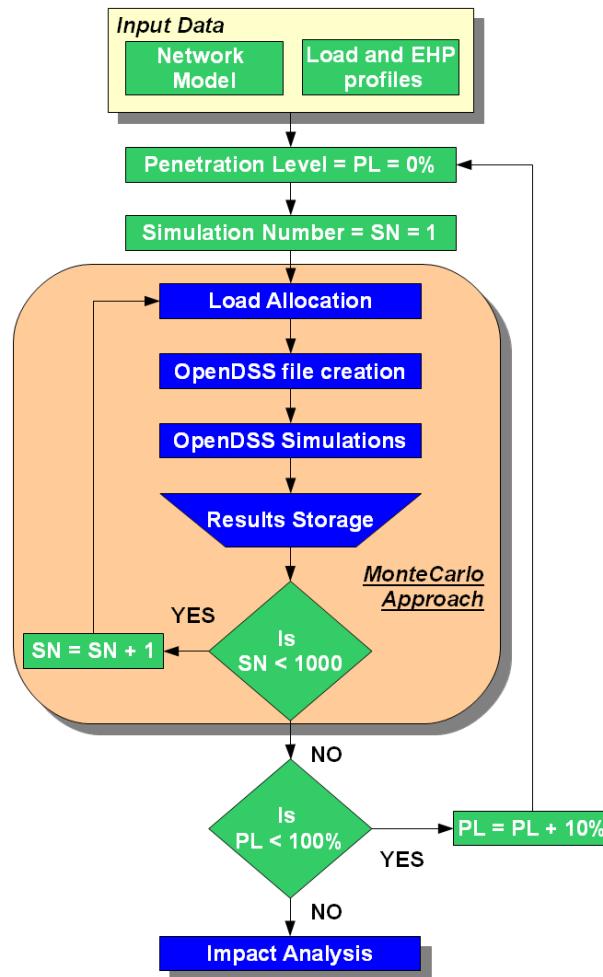 Input Data
Network
Model
Load and EHP
profiles
Penetration Level = PL = 0%
Simulation Number = SN = 1
Load Allocation
OpenDSS file creation
OpenDSS Simulations
Results Storage
MonteCarlo
Approach
YES
Is
SN < 1000
SN = SN + 1
NO
Is
PL < 100%
PL = PL + 10%
YES
NO
Impact Analysis